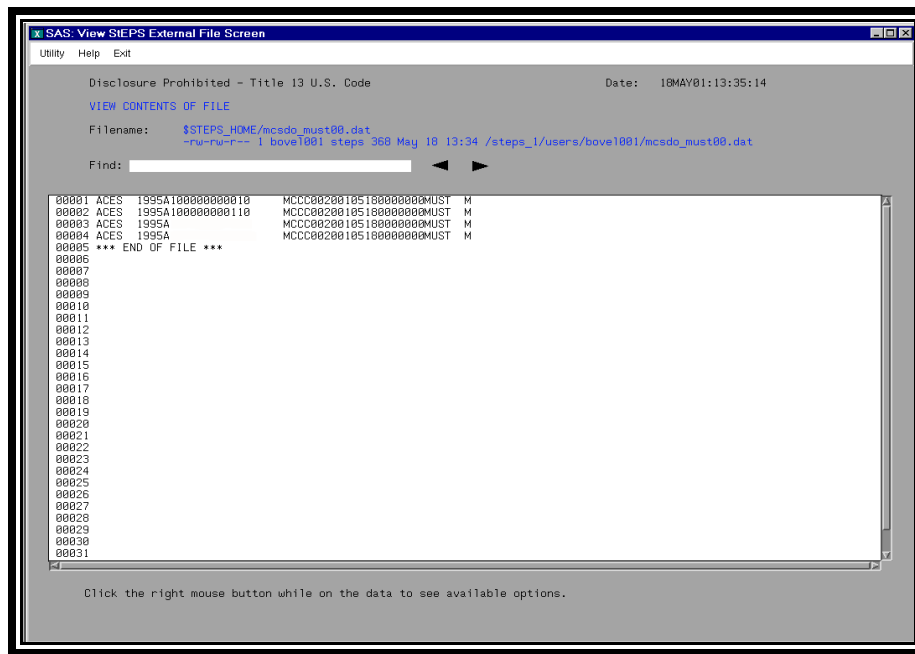 X SAS: View StEPS External File Screen
Utility Help Exit
Disclosure Prohibited - Title 13 U.S. Code Date: 18MAY01:13:35:14
VIEW CONTENTS OF FILE
Filename: $STEPS_HOME/mcsdo_must00.dat
-rw-rw-r-- 1 bovel001 steps 368 May 18 13:34 /steps_1/users/bovel001/mcsdo_must00.dat
Find:
00001 ACES 1995A100000000010 MCCC00200105180000000MUST M
00002 ACES 1995A100000000110 MCCC00200105180000000MUST M
00003 ACES 1995A MCCC00200105180000000MUST M
00004 ACES 1995A MCCC00200105180000000MUST M
00005 *** END OF FILE ***
00006
00007
00008
00009
00010
00011
00012
00013
00014
00015
00016
00017
00018
00019
00020
00021
00022
00023
00024
00025
00026
00027
00028
00029
00030
00031
Click the right mouse button while on the data to see available options.